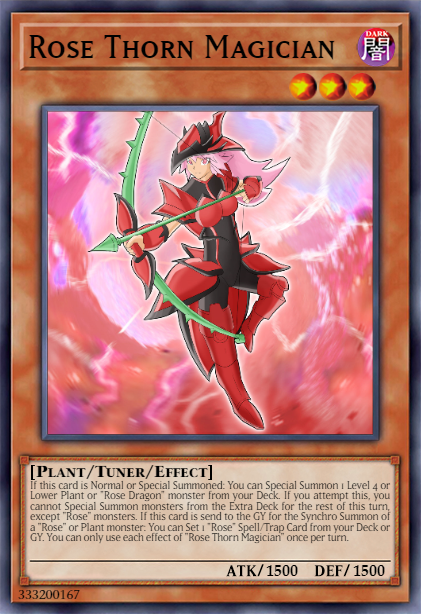 Rose Thorn Magician
DARK
闇
[Plant/Tuner/Effect]
If this card is Normal or Special Summoned: You can Special Summon 1 Level 4 or
Lower Plant or "Rose Dragon" monster from your Deck. If you attempt this, you
cannot Special Summon monsters from the Extra Deck for the rest of this turn,
except "Rose" monsters. If this card is send to the GY for the Synchro Summon of
a "Rose" or Plant monster: You can Set 1 "Rose" Spell/Trap Card from your Deck or
GY. You can only use each effect of "Rose Thorn Magician" once per turn.
ATK/1500 DEF/1500
333200167